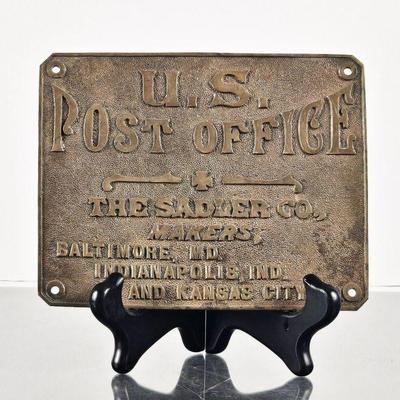 U.S.
POST OFFICE
THE SADLER CO.,
MAKERS,
BALTIMORE, MD.
INDIANAPOLIS, IND.
AND KANSAS CITY